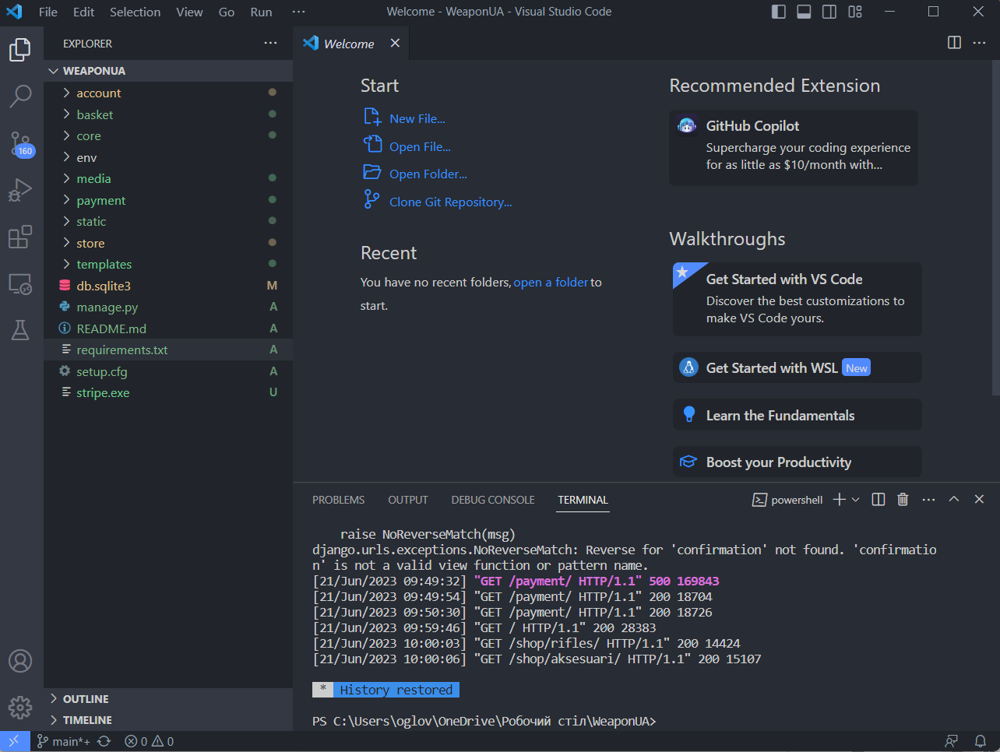 File Edit Selection View Go Run ··· Welcome - WeaponUA - Visual Studio Code
EXPLORER ···
WEAPONUA
account
basket
core
env
media
payment
static
store
templates
db.sqlite3 M
manage.py A
README.md A
requirements.txt A
setup.cfg A
stripe.exe U
160
OUTLINE
TIMELINE
Welcome
Start
New File...
Open File...
Open Folder...
Clone Git Repository...
Recent
You have no recent folders, open a folder to
start.
Recommended Extension
GitHub Copilot
Supercharge your coding experience
for as little as $10/month with...
Walkthroughs
Get Started with VS Code
Discover the best customizations to
make VS Code yours.
Get Started with WSL New
Learn the Fundamentals
Boost your Productivity
PROBLEMS OUTPUT DEBUG CONSOLE TERMINAL powershell
raise NoReverseMatch(msg)
django.urls.exceptions.NoReverseMatch: Reverse for 'confirmation' not found. 'confirmatio
n' is not a valid view function or pattern name.
[21/Jun/2023 09:49:32] "GET /payment/ HTTP/1.1" 500 169843
[21/Jun/2023 09:49:54] "GET /payment/ HTTP/1.1" 200 18704
[21/Jun/2023 09:50:30] "GET /payment/ HTTP/1.1" 200 18726
[21/Jun/2023 09:59:46] "GET / HTTP/1.1" 200 28383
[21/Jun/2023 10:00:03] "GET /shop/rifles/ HTTP/1.1" 200 14424
[21/Jun/2023 10:00:06] "GET /shop/aksesuari/ HTTP/1.1" 200 15107
* History restored
PS C:\Users\oglov\OneDrive\Робочий стіл\WeaponUA>
main*+ 0 0